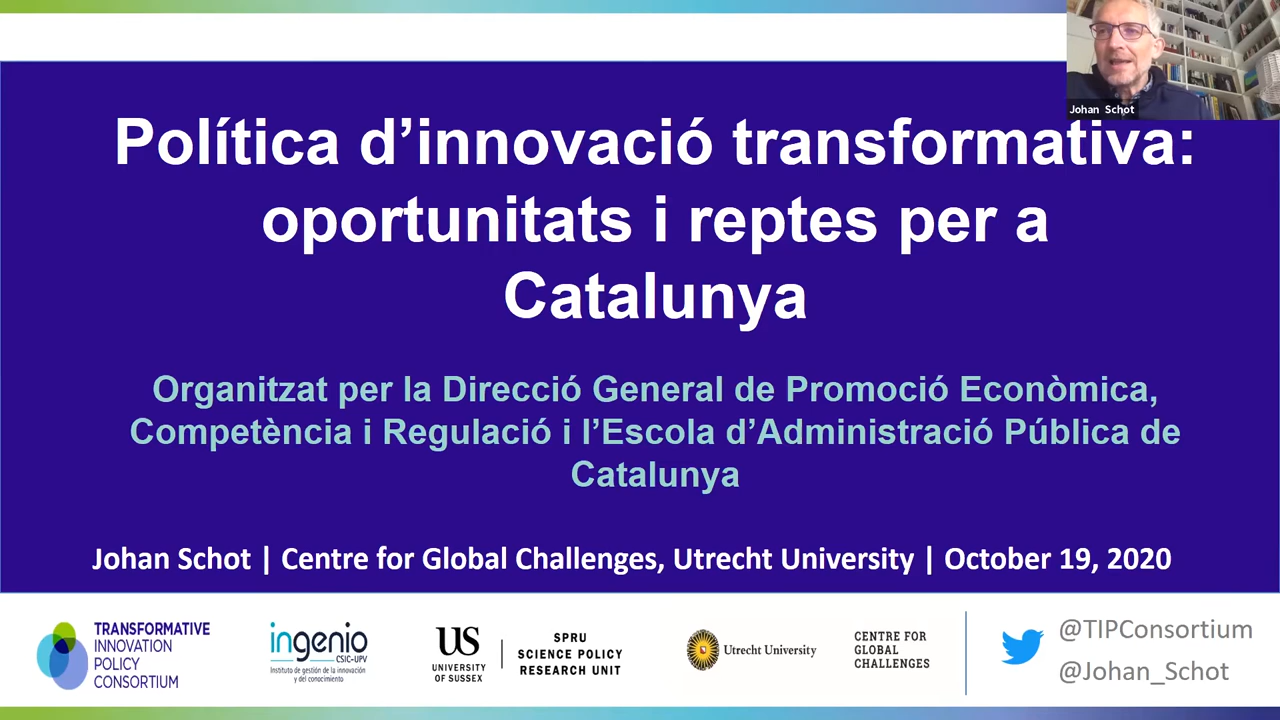 Johan Schot
Política d’innovació transformativa:
oportunitats i reptes per a
Catalunya
Organitzat per la Direcció General de Promoció Econòmica,
Competència i Regulació i l’Escola d’Administració Pública de
Catalunya
Johan Schot | Centre for Global Challenges, Utrecht University | October 19, 2020
TRANSFORMATIVE
INNOVATION
POLICY
CONSORTIUM
ingenio
CSIC-UPV
Instituto de gestión de la innovación
y del conocimiento
US
UNIVERSITY
OF SUSSEX
SPRU
SCIENCE POLICY
RESEARCH UNIT
Utrecht University
CENTRE FOR
GLOBAL
CHALLENGES
@TIPConsortium
@Johan_Schot